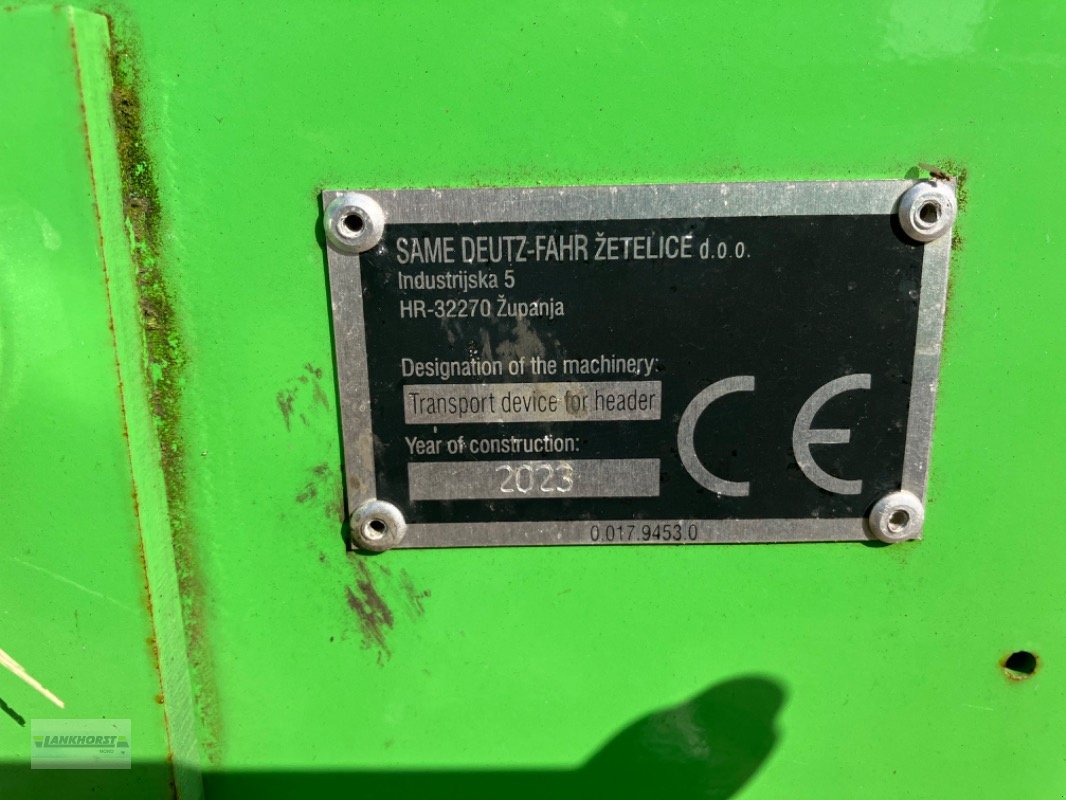 SAME DEUTZ-FAHR ŽETELICE d.o.o.
Industrijska 5
HR-32270 Županja
Designation of the machinery:
Transport device for header
Year of construction:
2023
CE
0.017.9453.0
LANKHORST